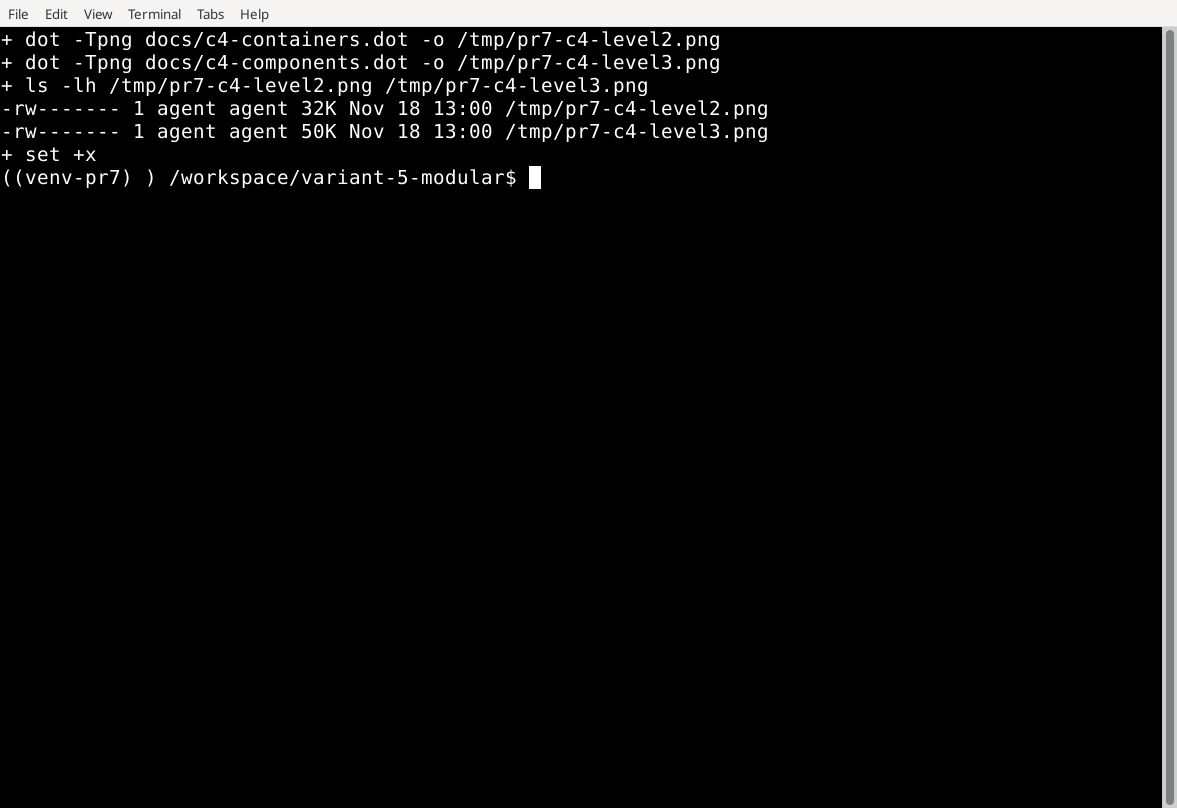 File Edit View Terminal Tabs Help
+ dot -Tpng docs/c4-containers.dot -o /tmp/pr7-c4-level2.png
+ dot -Tpng docs/c4-components.dot -o /tmp/pr7-c4-level3.png
+ ls -lh /tmp/pr7-c4-level2.png /tmp/pr7-c4-level3.png
-rw------- 1 agent agent 32K Nov 18 13:00 /tmp/pr7-c4-level2.png
-rw------- 1 agent agent 50K Nov 18 13:00 /tmp/pr7-c4-level3.png
+ set +x
((venv-pr7) ) /workspace/variant-5-modular$